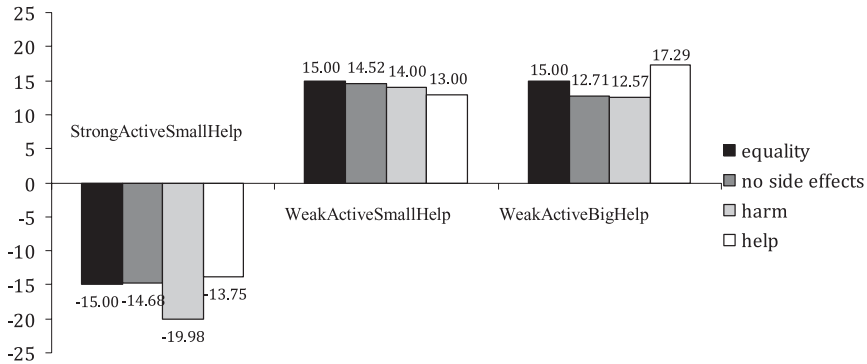 25
20
15
10
5
0
-5
-10
-15
-20
-25
StrongActiveSmallHelp
-15.00 -14.68 -19.98 -13.75
15.00 14.52 14.00 13.00
WeakActiveSmallHelp
15.00 12.71 12.57 17.29
WeakActiveBigHelp
equality
no side effects
harm
help